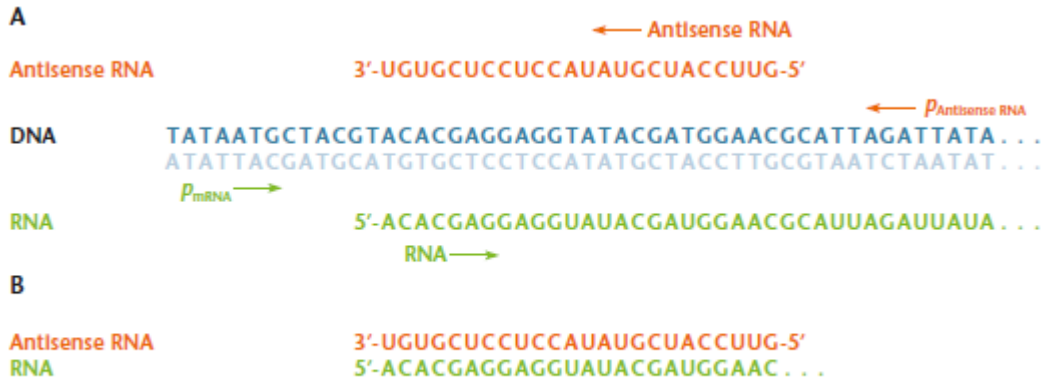 A
← Antisense RNA
Antisense RNA 3′-UGUGCUCCUCCAUAUGCUACCUUG-5′
← pAntisense RNA
DNA TATAATGCTACGTACACGAGGAGGTATACGATGGAACGCATTAGATTATA...
ATATTACGATGCATGTGCTCCTCCATATGCTACCTTGCGTAATCTAATAT...
pmRNA →
RNA 5′-ACACGAGGAGGUAUACGAUGGAACGCAUUAGAUUAUA...
RNA →
B
Antisense RNA 3′-UGUGCUCCUCCAUAUGCUACCUUG-5′
RNA 5′-ACACGAGGAGGUAUACGAUGGAAC...